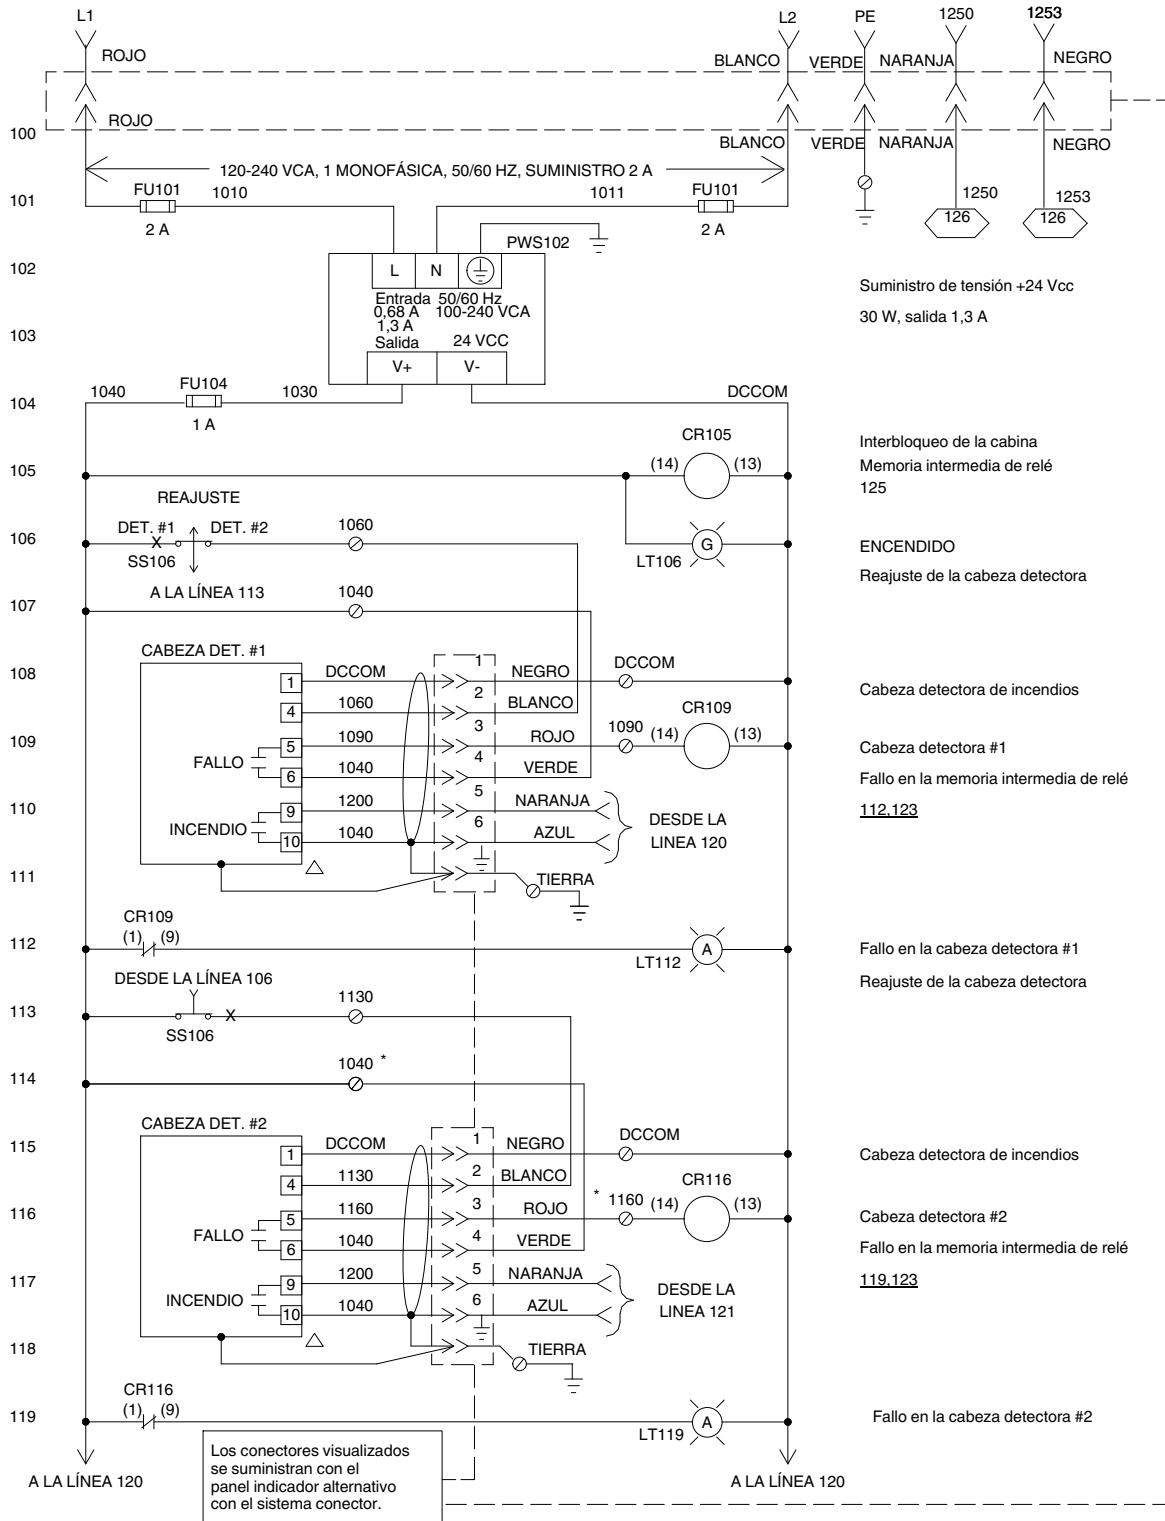 L1 L2 PE 1250 1253
ROJO BLANCO VERDE NARANJA NEGRO
ROJO
100 BLANCO VERDE NARANJA NEGRO
120-240 VCA, 1 MONOFÁSICA, 50/60 HZ, SUMINISTRO 2 A
101 FU101 1010 1011 FU101 1250 1253
2 A 2 A 126 126
PWS102
102 L N
Suministro de tensión +24 Vcc
Entrada 50/60 Hz
0,68 A 100-240 VCA
1,3 A
30 W, salida 1,3 A
103 Salida 24 VCC
V+ V-
104 1040 FU104 1030 DCCOM
1 A
CR105
Interbloqueo de la cabina
105 (14) (13) Memoria intermedia de relé
125
REAJUSTE
106 DET. #1 DET. #2 1060
X SS106 LT106 G ENCENDIDO
Reajuste de la cabeza detectora
A LA LÍNEA 113
107 1040
CABEZA DET. #1
108 1 DCCOM 1 NEGRO DCCOM
Cabeza detectora de incendios
4 1060 2 BLANCO
CR109
109 5 1090 3 ROJO 1090 (14) (13) Cabeza detectora #1
FALLO
6 1040 4 VERDE Fallo en la memoria intermedia de relé
110 9 1200 5 NARANJA 112,123
INCENDIO DESDE LA
10 1040 6 AZUL LINEA 120
111 TIERRA
CR109
112 (1) (9) LT112 A Fallo en la cabeza detectora #1
DESDE LA LÍNEA 106 Reajuste de la cabeza detectora
113 X 1130
SS106
114 1040 *
CABEZA DET. #2
115 1 DCCOM 1 NEGRO DCCOM Cabeza detectora de incendios
4 1130 2 BLANCO
CR116
116 5 1160 3 ROJO * 1160 (14) (13) Cabeza detectora #2
FALLO
6 1040 4 VERDE Fallo en la memoria intermedia de relé
117 9 1200 5 NARANJA 119,123
INCENDIO DESDE LA
10 1040 6 AZUL LINEA 121
118 TIERRA
CR116
119 (1) (9) LT119 A Fallo en la cabeza detectora #2
A LA LÍNEA 120 A LA LÍNEA 120
Los conectores visualizados
se suministran con el
panel indicador alternativo
con el sistema conector.